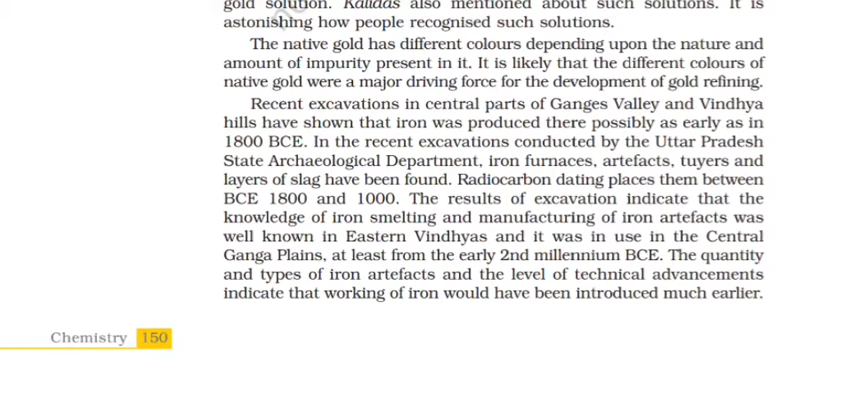 gold solution. Kalidas also mentioned about such solutions. It is
astonishing how people recognised such solutions.
The native gold has different colours depending upon the nature and
amount of impurity present in it. It is likely that the different colours of
native gold were a major driving force for the development of gold refining.
Recent excavations in central parts of Ganges Valley and Vindhya
hills have shown that iron was produced there possibly as early as in
1800 BCE. In the recent excavations conducted by the Uttar Pradesh
State Archaeological Department, iron furnaces, artefacts, tuyers and
layers of slag have been found. Radiocarbon dating places them between
BCE 1800 and 1000. The results of excavation indicate that the
knowledge of iron smelting and manufacturing of iron artefacts was
well known in Eastern Vindhyas and it was in use in the Central
Ganga Plains, at least from the early 2nd millennium BCE. The quantity
and types of iron artefacts and the level of technical advancements
indicate that working of iron would have been introduced much earlier.
Chemistry 150